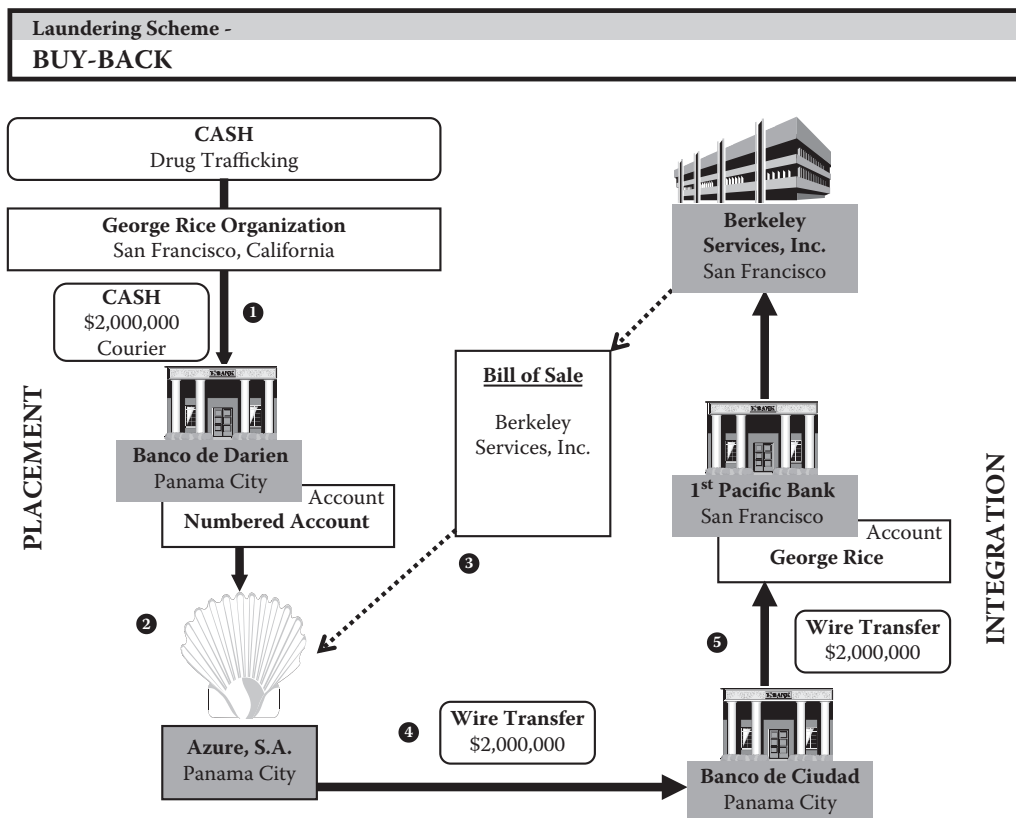 Laundering Scheme -
BUY-BACK
CASH
Drug Trafficking
George Rice Organization
San Francisco, California
CASH
$2,000,000
Courier
1
BANK
Banco de Darien
Panama City
Account
Numbered Account
PLACEMENT
2
Azure, S.A.
Panama City
Bill of Sale
Berkeley
Services, Inc.
3
4
Wire Transfer
$2,000,000
BANK
Banco de Ciudad
Panama City
5
Wire Transfer
$2,000,000
BANK
1st Pacific Bank
San Francisco
Account
George Rice
Berkeley
Services, Inc.
San Francisco
INTEGRATION